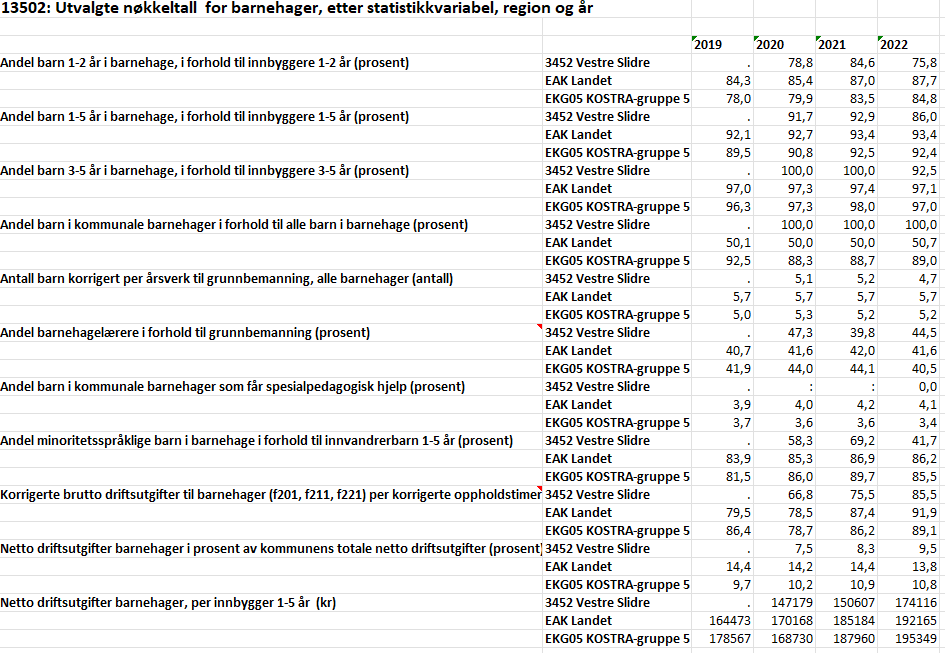 13502: Utvalgte nøkkeltall for barnehager, etter statistikkvariabel, region og år
2019 2020 2021 2022
Andel barn 1-2 år i barnehage, i forhold til innbyggere 1-2 år (prosent) 3452 Vestre Slidre . 78,8 84,6 75,8
EAK Landet 84,3 85,4 87,0 87,7
EKG05 KOSTRA-gruppe 5 78,0 79,9 83,5 84,8
Andel barn 1-5 år i barnehage, i forhold til innbyggere 1-5 år (prosent) 3452 Vestre Slidre . 91,7 92,9 86,0
EAK Landet 92,1 92,7 93,4 93,4
EKG05 KOSTRA-gruppe 5 89,5 90,8 92,5 92,4
Andel barn 3-5 år i barnehage, i forhold til innbyggere 3-5 år (prosent) 3452 Vestre Slidre . 100,0 100,0 92,5
EAK Landet 97,0 97,3 97,4 97,1
EKG05 KOSTRA-gruppe 5 96,3 97,3 98,0 97,0
Andel barn i kommunale barnehager i forhold til alle barn i barnehage (prosent) 3452 Vestre Slidre . 100,0 100,0 100,0
EAK Landet 50,1 50,0 50,0 50,7
EKG05 KOSTRA-gruppe 5 92,5 88,3 88,7 89,0
Antall barn korrigert per årsverk til grunnbemanning, alle barnehager (antall) 3452 Vestre Slidre . 5,1 5,2 4,7
EAK Landet 5,7 5,7 5,7 5,7
EKG05 KOSTRA-gruppe 5 5,0 5,3 5,2 5,2
Andel barnehagelærere i forhold til grunnbemanning (prosent) 3452 Vestre Slidre . 47,3 39,8 44,5
EAK Landet 40,7 41,6 42,0 41,6
EKG05 KOSTRA-gruppe 5 41,9 44,0 44,1 40,5
Andel barn i kommunale barnehager som får spesialpedagogisk hjelp (prosent) 3452 Vestre Slidre . : : 0,0
EAK Landet 3,9 4,0 4,2 4,1
EKG05 KOSTRA-gruppe 5 3,7 3,6 3,6 3,4
Andel minoritetsspråklige barn i barnehage i forhold til innvandrerbarn 1-5 år (prosent) 3452 Vestre Slidre . 58,3 69,2 41,7
EAK Landet 83,9 85,3 86,9 86,2
EKG05 KOSTRA-gruppe 5 81,5 86,0 89,7 85,5
Korrigerte brutto driftsutgifter til barnehager (f201, f211, f221) per korrigerte oppholdstimer 3452 Vestre Slidre . 66,8 75,5 85,5
EAK Landet 79,5 78,5 87,4 91,9
EKG05 KOSTRA-gruppe 5 86,4 78,7 86,2 89,1
Netto driftsutgifter barnehager i prosent av kommunens totale netto driftsutgifter (prosent) 3452 Vestre Slidre . 7,5 8,3 9,5
EAK Landet 14,4 14,2 14,4 13,8
EKG05 KOSTRA-gruppe 5 9,7 10,2 10,9 10,8
Netto driftsutgifter barnehager, per innbygger 1-5 år (kr) 3452 Vestre Slidre . 147179 150607 174116
EAK Landet 164473 170168 185184 192165
EKG05 KOSTRA-gruppe 5 178567 168730 187960 195349